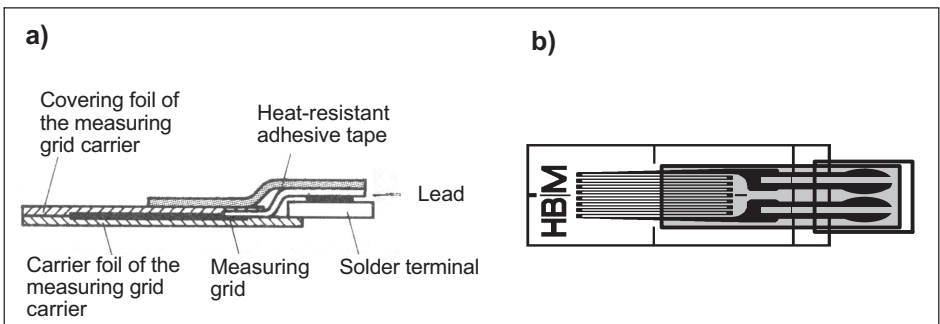 a)
b)
Covering foil of
the measuring
grid carrier
Heat-resistant
adhesive tape
Lead
Carrier foil of the
measuring grid
carrier
Measuring
grid
Solder terminal
HBM